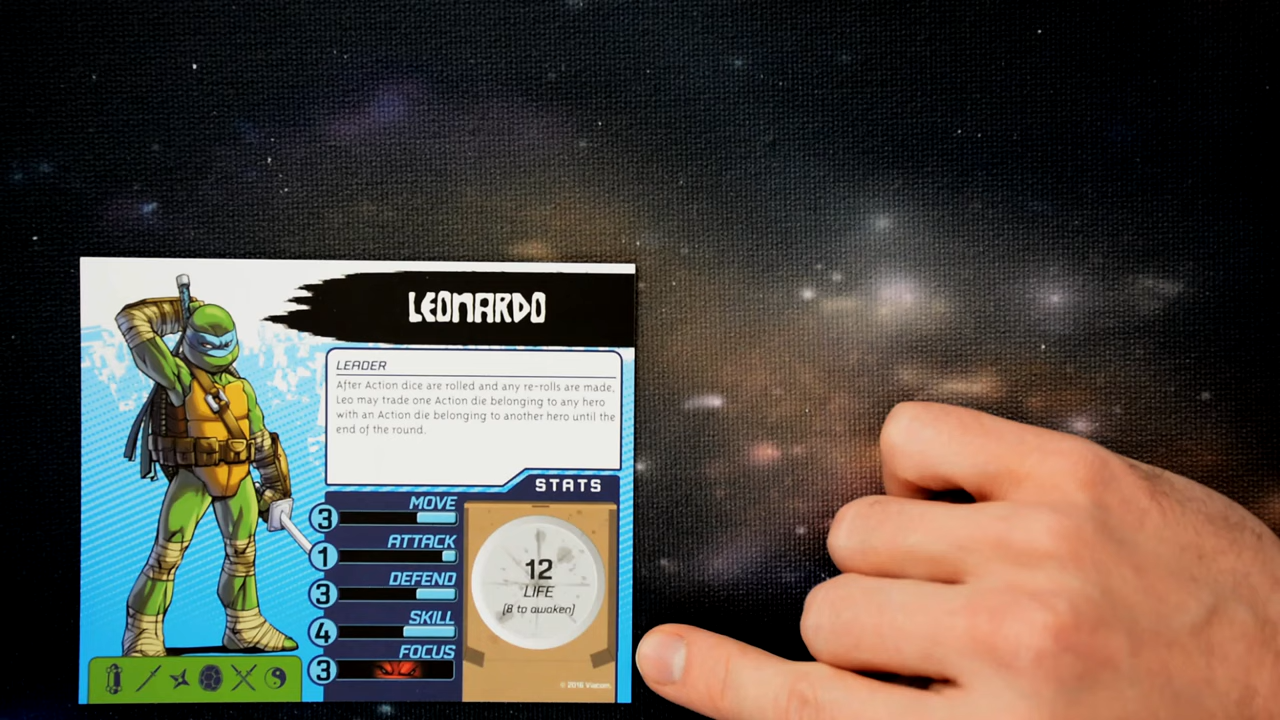 LEONARDO
LEADER
After Action dice are rolled and any re-rolls are made,
Leo may trade one Action die belonging to any hero
with an Action die belonging to another hero until the
end of the round.
STATS
MOVE
3
ATTACK
1
DEFEND
3
SKILL
4
FOCUS
3
12
LIFE
(8 to awaken)
© 2016 Viacom.